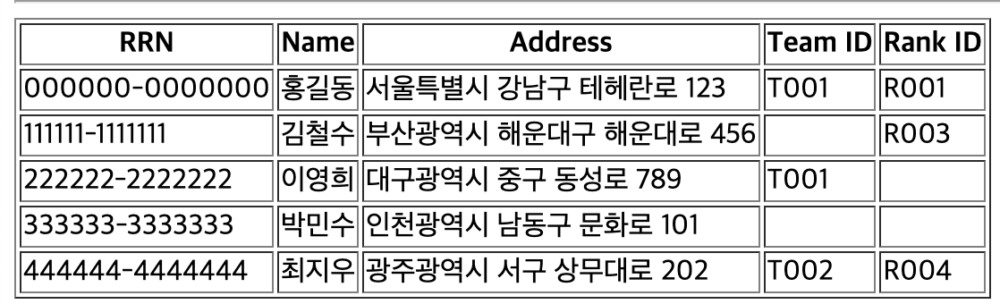 RRN Name Address Team ID Rank ID
000000-0000000 홍길동 서울특별시 강남구 테헤란로 123 T001 R001
111111-1111111 김철수 부산광역시 해운대구 해운대로 456 R003
222222-2222222 이영희 대구광역시 중구 동성로 789 T001
333333-3333333 박민수 인천광역시 남동구 문화로 101
444444-4444444 최지우 광주광역시 서구 상무대로 202 T002 R004